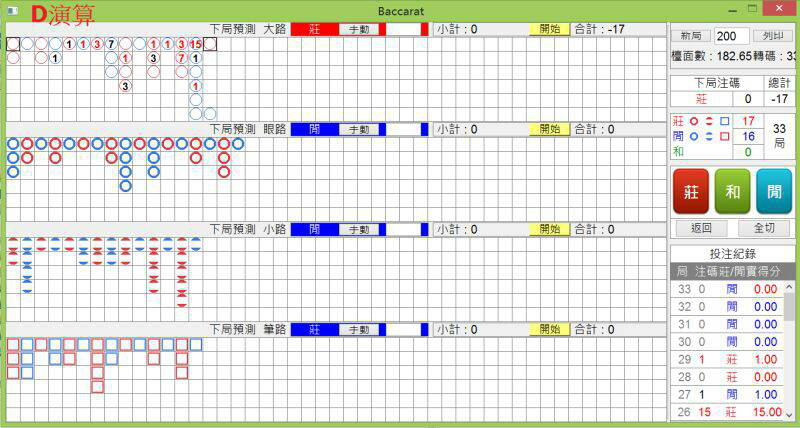 D演算
Baccarat
下局預測 大路 莊 手動 小計：0 開始 合計：-17
1 1 3 7 1 1 3 15
1 1 3 7
3 1
下局預測 眼路 閒 手動 小計：0 開始 合計：0
下局預測 小路 閒 手動 小計：0 開始 合計：0
下局預測 筆路 莊 手動 小計：0 開始 合計：0
新局 200 列印
檯面數：182.65轉碼：33
下局注碼 總計
莊 0 -17
莊 17
閒 16
和 0
33
局
莊 和 閒
返回 全切
投注紀錄
局 注碼 莊/閒 實得分
33 0 閒 0.00
32 0 閒 0.00
31 0 閒 0.00
30 0 閒 0.00
29 1 莊 1.00
28 0 莊 0.00
27 1 閒 1.00
26 15 莊 15.00